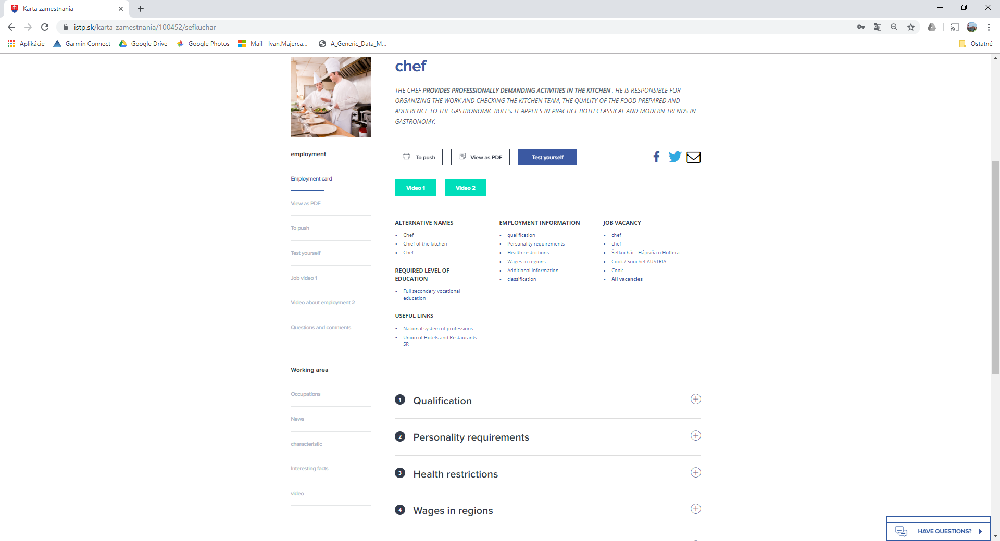 Karta zamestnania
istp.sk/karta-zamestnania/100452/sefkuchar
Aplikácie Garmin Connect Google Drive Google Photos Mail - Ivan.Majerca... A_Generic_Data_M... Ostatné
chef
THE CHEF PROVIDES PROFESSIONALLY DEMANDING ACTIVITIES IN THE KITCHEN . HE IS RESPONSIBLE FOR
ORGANIZING THE WORK AND CHECKING THE KITCHEN TEAM, THE QUALITY OF THE FOOD PREPARED AND
ADHERENCE TO THE GASTRONOMIC RULES. IT APPLIES IN PRACTICE BOTH CLASSICAL AND MODERN TRENDS IN
GASTRONOMY.
To push
View as PDF
Test yourself
Video 1
Video 2
employment
Employment card
View as PDF
To push
Test yourself
Job video 1
Video about employment 2
Questions and comments
Working area
Occupations
News
characteristic
Interesting facts
video
ALTERNATIVE NAMES
• Chef
• Chief of the kitchen
• Chef
REQUIRED LEVEL OF
EDUCATION
• Full secondary vocational
education
USEFUL LINKS
• National system of professions
• Union of Hotels and Restaurants
SR
EMPLOYMENT INFORMATION
• qualification
• Personality requirements
• Health restrictions
• Wages in regions
• Additional information
• classification
JOB VACANCY
• chef
• chef
• Šefkuchár - Hájovňa u Hoffera
• Cook / Souchef AUSTRIA
• Cook
• All vacancies
1 Qualification
2 Personality requirements
3 Health restrictions
4 Wages in regions
HAVE QUESTIONS?